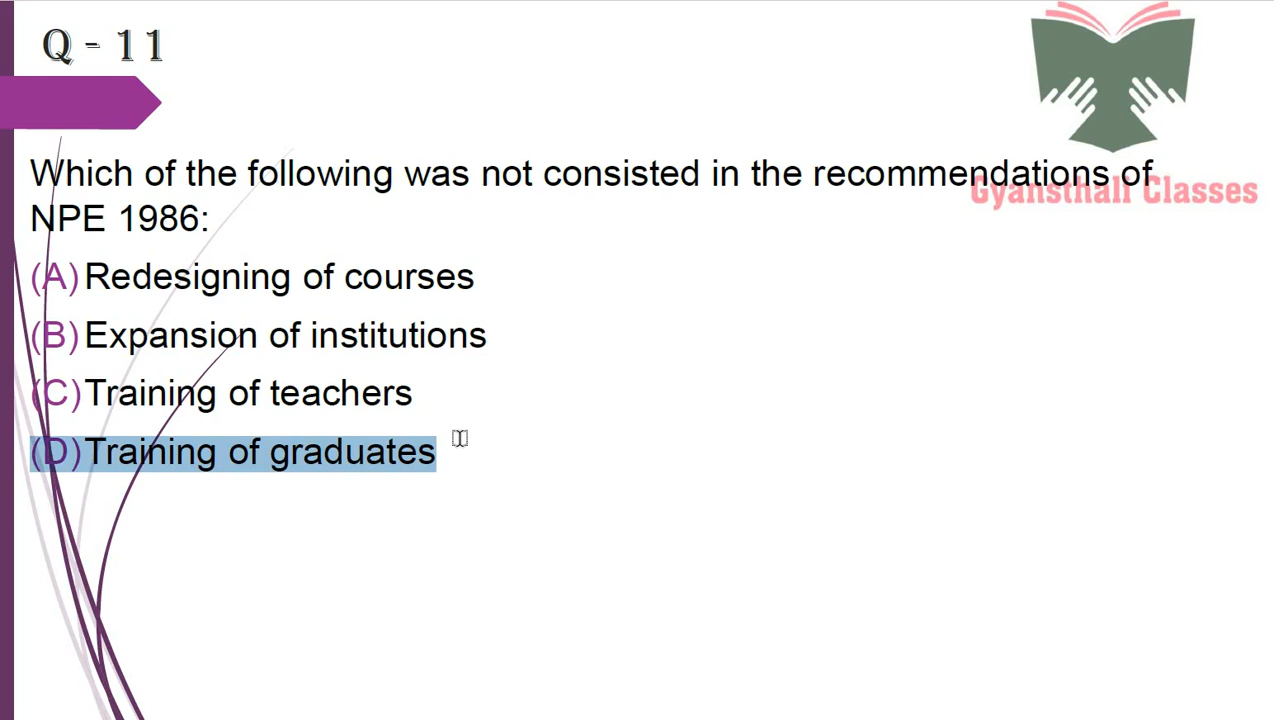 Q - 11
Which of the following was not consisted in the recommendations of
Gyansthali Classes
NPE 1986:
(A) Redesigning of courses
(B) Expansion of institutions
(C) Training of teachers
(D) Training of graduates